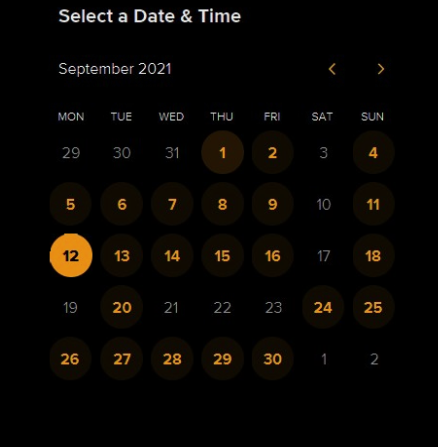 Select a Date & Time
September 2021
MON TUE WED THU FRI SAT SUN
29 30 31 1 2 3 4
5 6 7 8 9 10 11
12 13 14 15 16 17 18
19 20 21 22 23 24 25
26 27 28 29 30 1 2